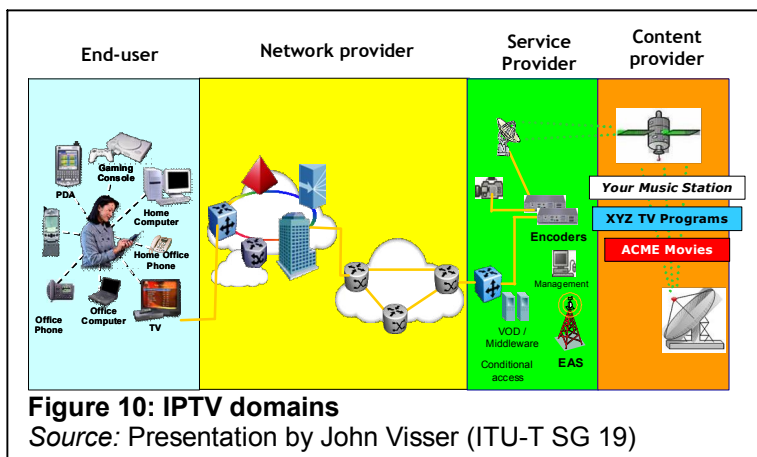 End-user
Network provider
Service
Provider
Content
provider
PDA
Gaming
Console
Home
Computer
Home Office
Phone
Office
Phone
Office
Computer
TV
Encoders
Management
VOD /
Middleware
Conditional
access
EAS
Your Music Station
XYZ TV Programs
ACME Movies
Figure 10: IPTV domains
Source: Presentation by John Visser (ITU-T SG 19)